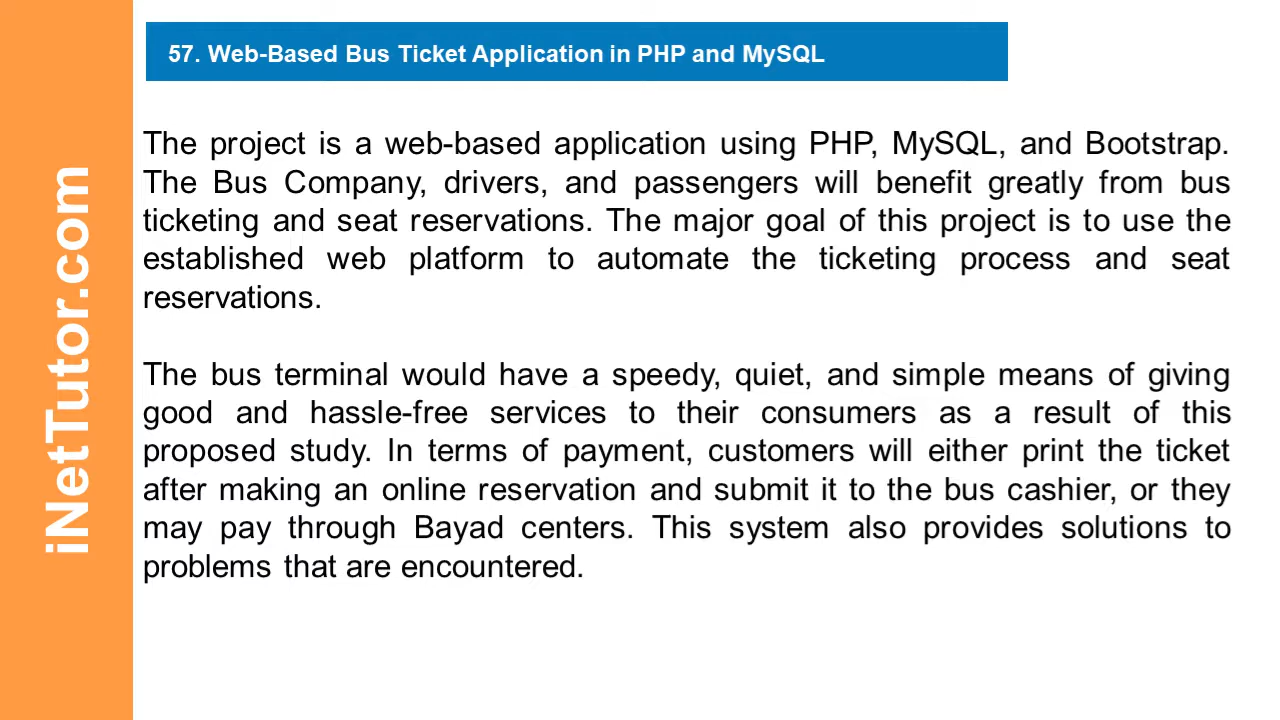 57. Web-Based Bus Ticket Application in PHP and MySQL
The project is a web-based application using PHP, MySQL, and Bootstrap.
The Bus Company, drivers, and passengers will benefit greatly from bus
ticketing and seat reservations. The major goal of this project is to use the
established web platform to automate the ticketing process and seat
reservations.
The bus terminal would have a speedy, quiet, and simple means of giving
good and hassle-free services to their consumers as a result of this
proposed study. In terms of payment, customers will either print the ticket
after making an online reservation and submit it to the bus cashier, or they
may pay through Bayad centers. This system also provides solutions to
problems that are encountered.
iNetTutor.com